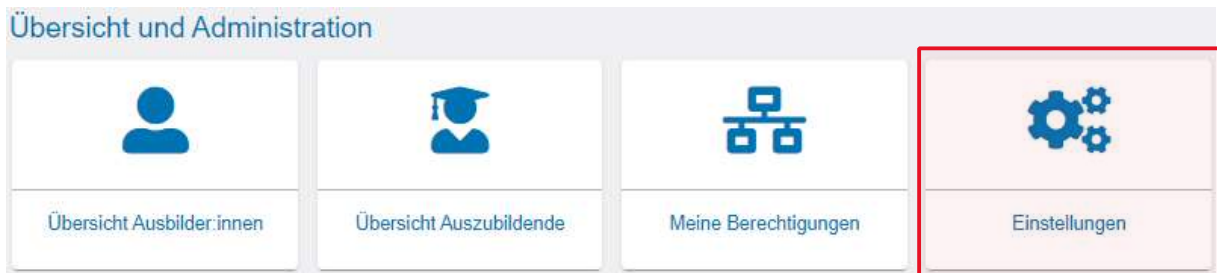 Übersicht und Administration
Übersicht Ausbilder:innen
Übersicht Auszubildende
Meine Berechtigungen
Einstellungen